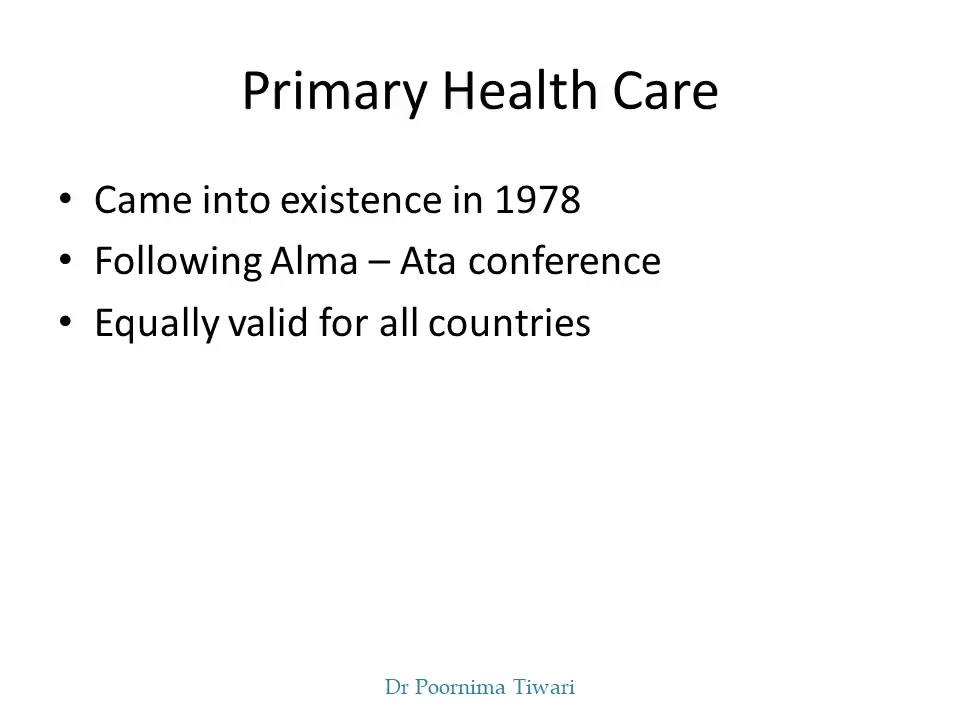 Primary Health Care
• Came into existence in 1978
• Following Alma – Ata conference
• Equally valid for all countries
Dr Poornima Tiwari